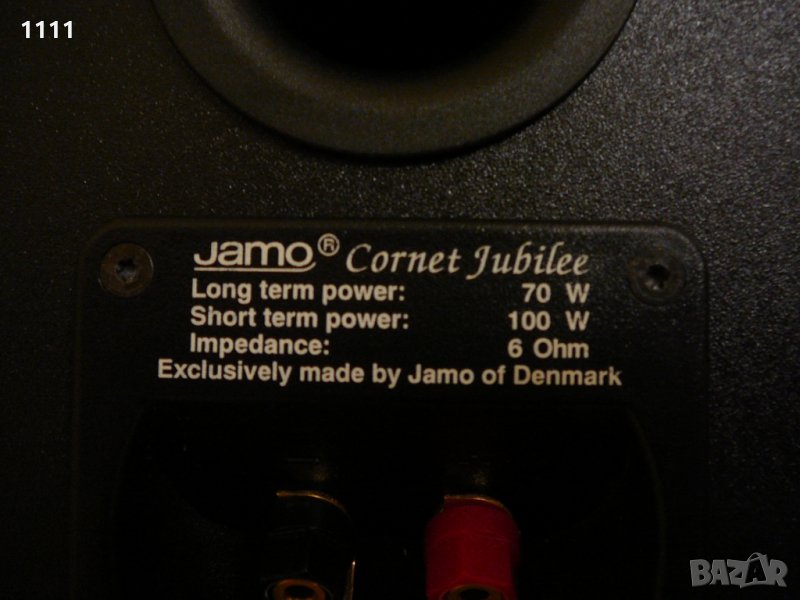 1111
Jamo® Cornet Jubilee
Long term power: 70 W
Short term power: 100 W
Impedance: 6 Ohm
Exclusively made by Jamo of Denmark
BAZAR